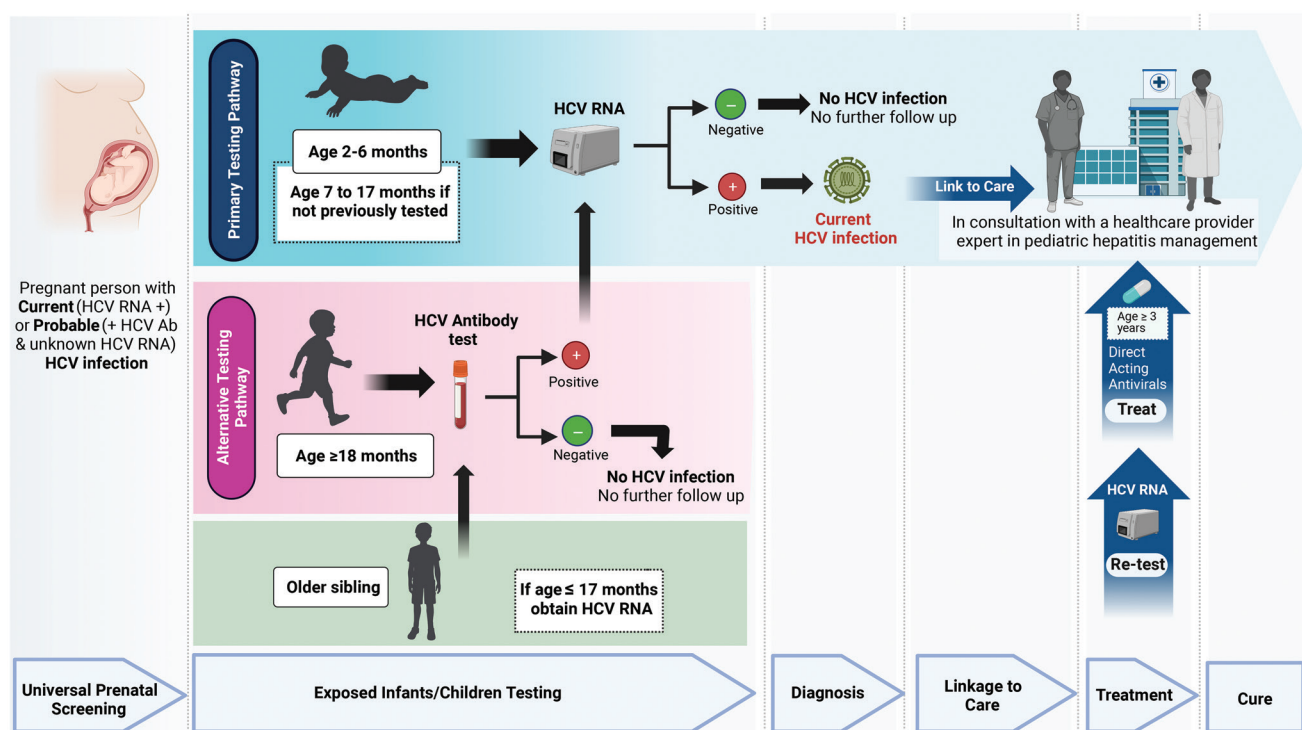 Pregnant person with
Current (HCV RNA +)
or Probable (+ HCV Ab
& unknown HCV RNA)
HCV infection
Primary Testing Pathway
Age 2-6 months
Age 7 to 17 months if
not previously tested
HCV RNA
Negative
No HCV infection
No further follow up
Positive
Current
HCV infection
Link to Care
In consultation with a healthcare provider
expert in pediatric hepatitis management
Alternative Testing
Pathway
Age ≥18 months
HCV Antibody
test
Positive
Negative
No HCV infection
No further follow up
Older sibling
If age ≤ 17 months
obtain HCV RNA
Age ≥ 3
years
Direct
Acting
Antivirals
Treat
HCV RNA
Re-test
Universal Prenatal
Screening
Exposed Infants/Children Testing
Diagnosis
Linkage to
Care
Treatment
Cure